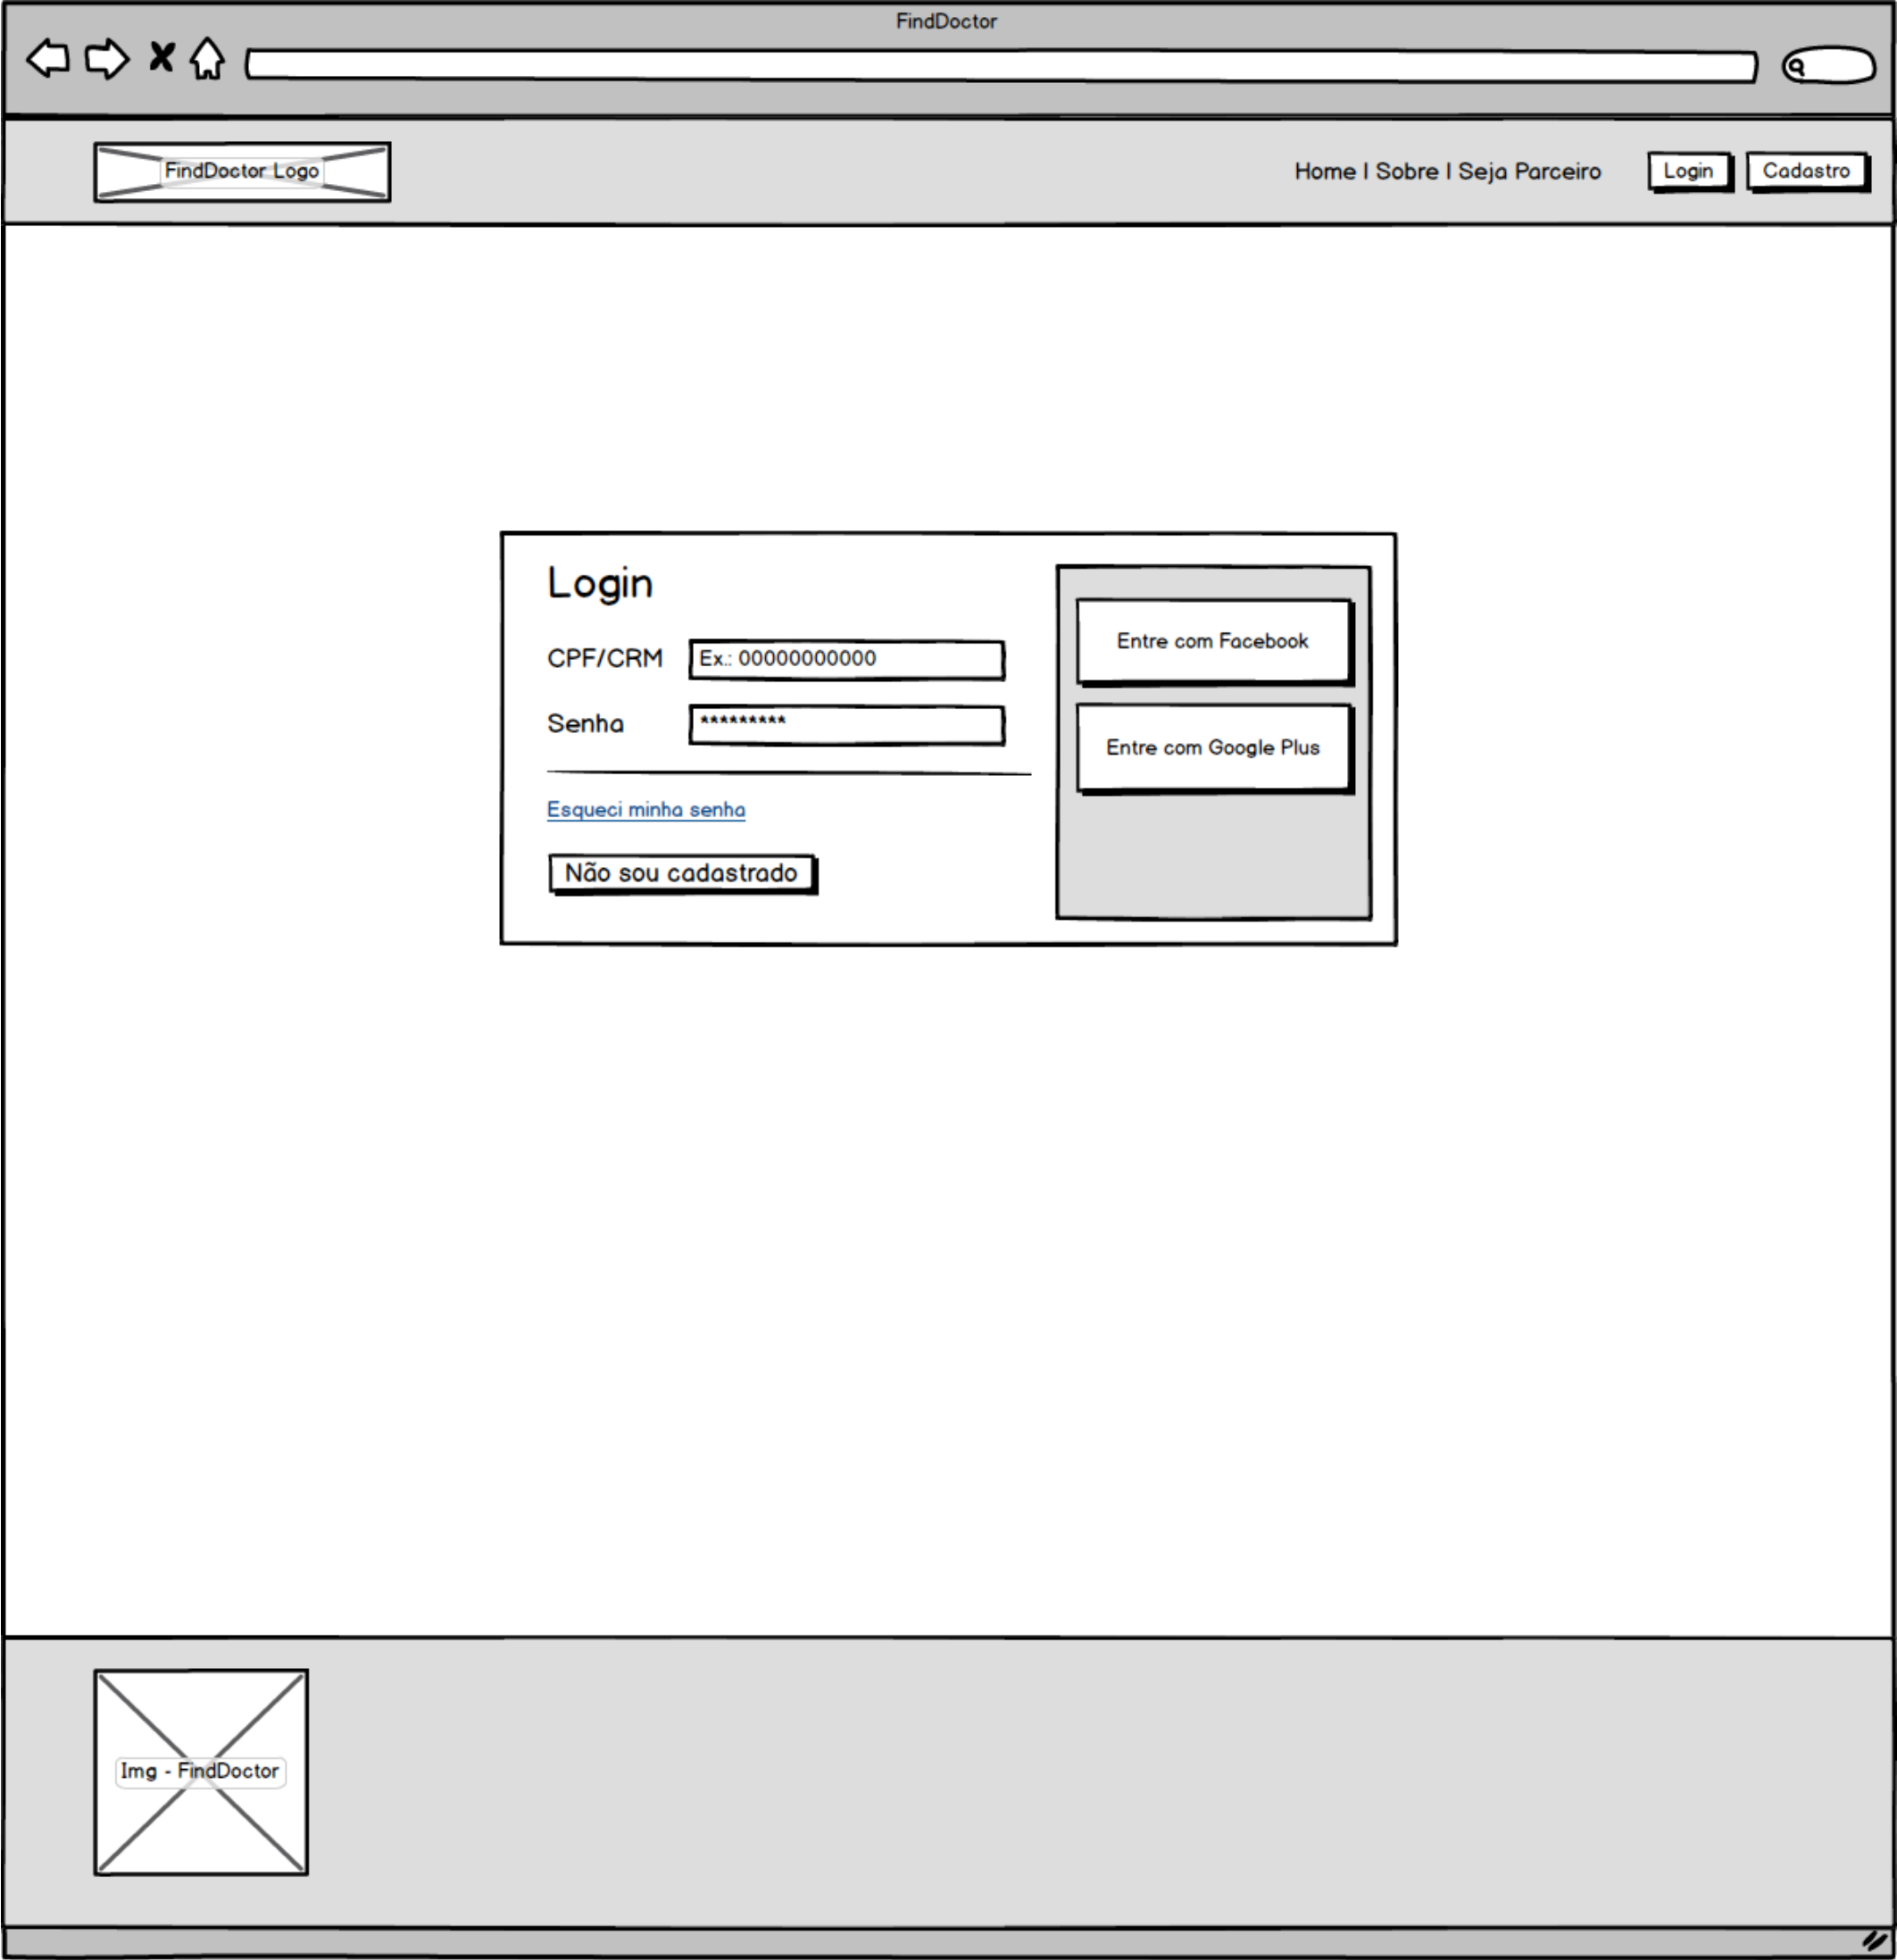 FindDoctor
FindDoctor Logo
Home | Sobre | Seja Parceiro
Login
Cadastro
Login
CPF/CRM
Ex.: 00000000000
Senha
*********
Esqueci minha senha
Não sou cadastrado
Entre com Facebook
Entre com Google Plus
Img - FindDoctor